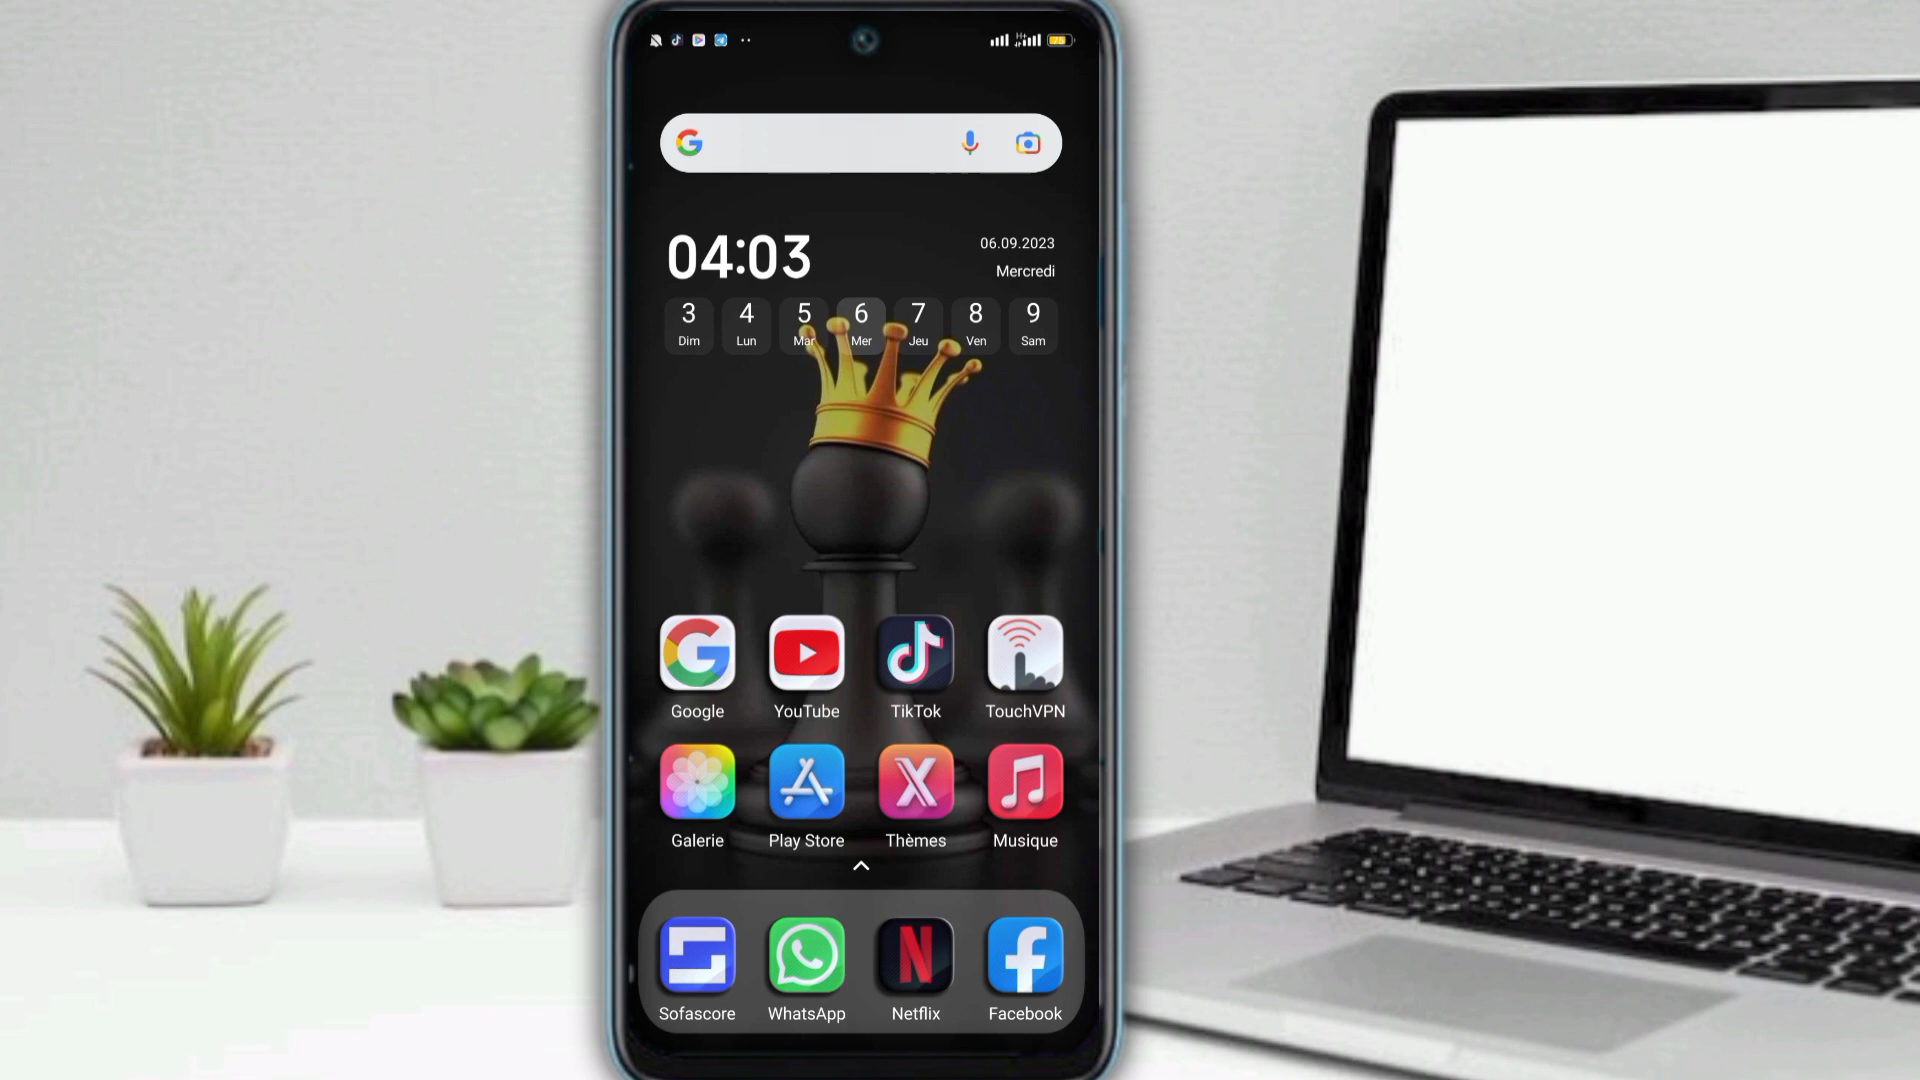 75
04:03
06.09.2023
Mercredi
3 4 5 6 7 8 9
Dim Lun Mar Mer Jeu Ven Sam
Google YouTube TikTok TouchVPN
Galerie Play Store Thèmes Musique
Sofascore WhatsApp Netflix Facebook